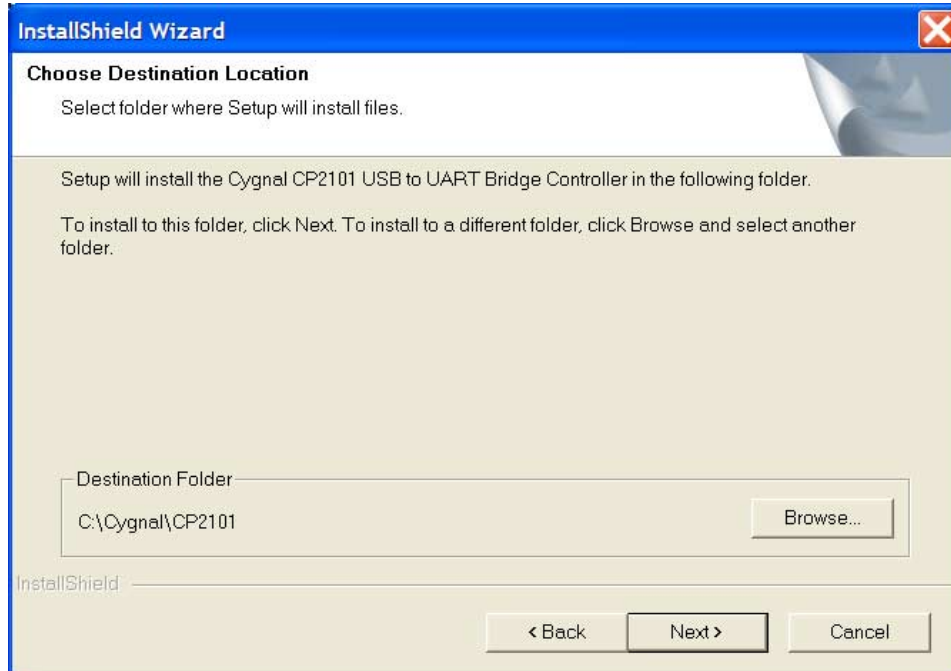 InstallShield Wizard
Choose Destination Location
Select folder where Setup will install files.
Setup will install the Cygnal CP2101 USB to UART Bridge Controller in the following folder.
To install to this folder, click Next. To install to a different folder, click Browse and select another
folder.
Destination Folder
C:\Cygnal\CP2101
Browse...
InstallShield
< Back
Next >
Cancel